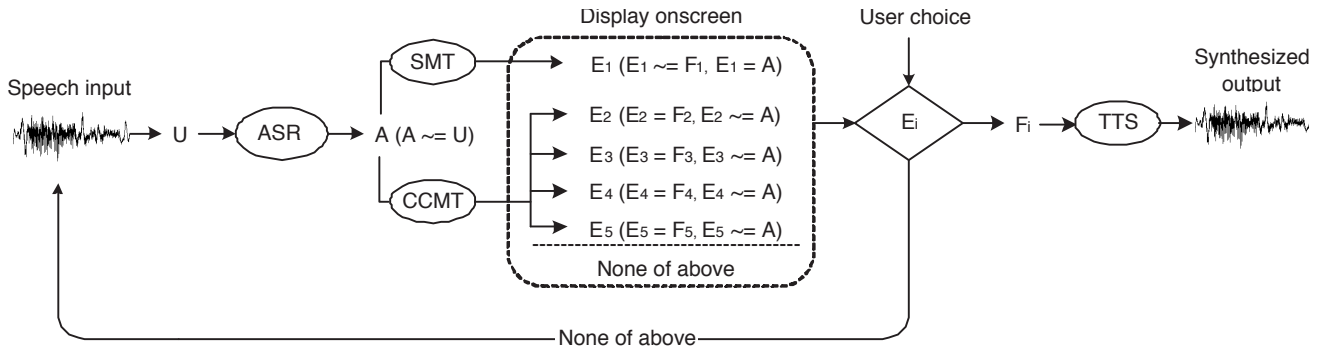 Display onscreen
User choice
Speech input
Synthesized
output
SMT
E1 (E1 ~= F1, E1 = A)
U
ASR
A (A ~= U)
E2 (E2 = F2, E2 ~= A)
E3 (E3 = F3, E3 ~= A)
E4 (E4 = F4, E4 ~= A)
E5 (E5 = F5, E5 ~= A)
CCMT
None of above
Ei
Fi
TTS
None of above